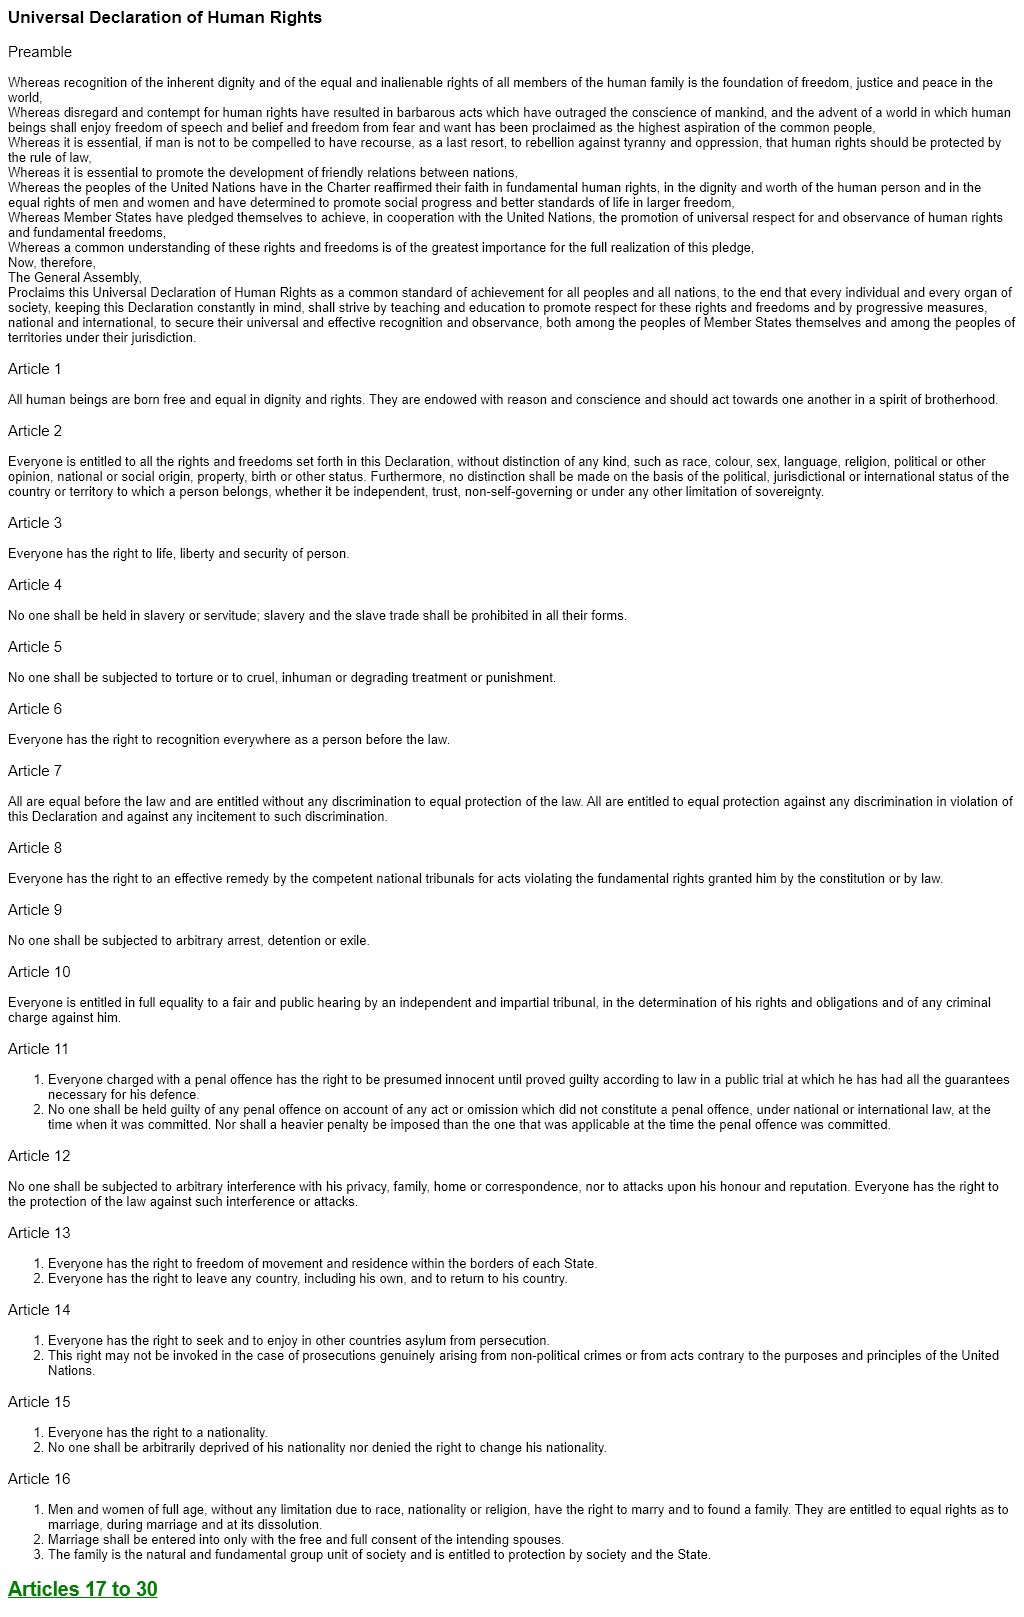 Universal Declaration of Human Rights
Preamble
Whereas recognition of the inherent dignity and of the equal and inalienable rights of all members of the human family is the foundation of freedom, justice and peace in the
world,
Whereas disregard and contempt for human rights have resulted in barbarous acts which have outraged the conscience of mankind, and the advent of a world in which human
beings shall enjoy freedom of speech and belief and freedom from fear and want has been proclaimed as the highest aspiration of the common people,
Whereas it is essential, if man is not to be compelled to have recourse, as a last resort, to rebellion against tyranny and oppression, that human rights should be protected by
the rule of law,
Whereas it is essential to promote the development of friendly relations between nations,
Whereas the peoples of the United Nations have in the Charter reaffirmed their faith in fundamental human rights, in the dignity and worth of the human person and in the
equal rights of men and women and have determined to promote social progress and better standards of life in larger freedom,
Whereas Member States have pledged themselves to achieve, in cooperation with the United Nations, the promotion of universal respect for and observance of human rights
and fundamental freedoms,
Whereas a common understanding of these rights and freedoms is of the greatest importance for the full realization of this pledge,
Now, therefore,
The General Assembly,
Proclaims this Universal Declaration of Human Rights as a common standard of achievement for all peoples and all nations, to the end that every individual and every organ of
society, keeping this Declaration constantly in mind, shall strive by teaching and education to promote respect for these rights and freedoms and by progressive measures,
national and international, to secure their universal and effective recognition and observance, both among the peoples of Member States themselves and among the peoples of
territories under their jurisdiction.
Article 1
All human beings are born free and equal in dignity and rights. They are endowed with reason and conscience and should act towards one another in a spirit of brotherhood.
Article 2
Everyone is entitled to all the rights and freedoms set forth in this Declaration, without distinction of any kind, such as race, colour, sex, language, religion, political or other
opinion, national or social origin, property, birth or other status. Furthermore, no distinction shall be made on the basis of the political, jurisdictional or international status of the
country or territory to which a person belongs, whether it be independent, trust, non-self-governing or under any other limitation of sovereignty.
Article 3
Everyone has the right to life, liberty and security of person.
Article 4
No one shall be held in slavery or servitude; slavery and the slave trade shall be prohibited in all their forms.
Article 5
No one shall be subjected to torture or to cruel, inhuman or degrading treatment or punishment.
Article 6
Everyone has the right to recognition everywhere as a person before the law.
Article 7
All are equal before the law and are entitled without any discrimination to equal protection of the law. All are entitled to equal protection against any discrimination in violation of
this Declaration and against any incitement to such discrimination.
Article 8
Everyone has the right to an effective remedy by the competent national tribunals for acts violating the fundamental rights granted him by the constitution or by law.
Article 9
No one shall be subjected to arbitrary arrest, detention or exile.
Article 10
Everyone is entitled in full equality to a fair and public hearing by an independent and impartial tribunal, in the determination of his rights and obligations and of any criminal
charge against him.
Article 11
1. Everyone charged with a penal offence has the right to be presumed innocent until proved guilty according to law in a public trial at which he has had all the guarantees
necessary for his defence.
2. No one shall be held guilty of any penal offence on account of any act or omission which did not constitute a penal offence, under national or international law, at the
time when it was committed. Nor shall a heavier penalty be imposed than the one that was applicable at the time the penal offence was committed.
Article 12
No one shall be subjected to arbitrary interference with his privacy, family, home or correspondence, nor to attacks upon his honour and reputation. Everyone has the right to
the protection of the law against such interference or attacks.
Article 13
1. Everyone has the right to freedom of movement and residence within the borders of each State.
2. Everyone has the right to leave any country, including his own, and to return to his country.
Article 14
1. Everyone has the right to seek and to enjoy in other countries asylum from persecution.
2. This right may not be invoked in the case of prosecutions genuinely arising from non-political crimes or from acts contrary to the purposes and principles of the United
Nations.
Article 15
1. Everyone has the right to a nationality.
2. No one shall be arbitrarily deprived of his nationality nor denied the right to change his nationality.
Article 16
1. Men and women of full age, without any limitation due to race, nationality or religion, have the right to marry and to found a family. They are entitled to equal rights as to
marriage, during marriage and at its dissolution.
2. Marriage shall be entered into only with the free and full consent of the intending spouses.
3. The family is the natural and fundamental group unit of society and is entitled to protection by society and the State.
Articles 17 to 30